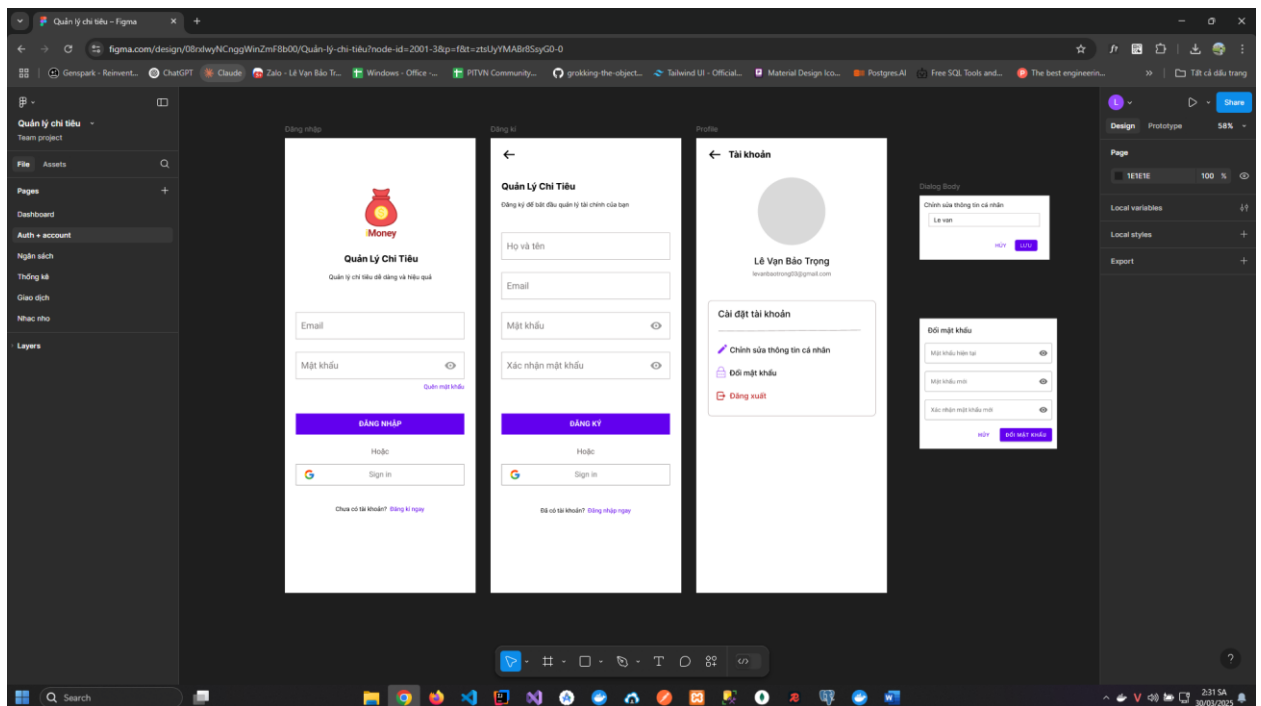 Quản lý chi tiêu – Figma
figma.com/design/08rxlwyNCnggWinZmF8b00/Quản-lý-chi-tiêu?node-id=2001-3&p=f&t=ztsUyYMABr8SsyG0-0
Genspark - Reinvent...
ChatGPT
Claude
Zalo - Lê Vạn Bảo Tr...
Windows - Office -...
PITVN Community...
grokking-the-object...
Tailwind UI - Official...
Material Design Ico...
Postgres.AI
Free SQL Tools and...
The best engineerin...
Tất cả dấu trang
Quản lý chi tiêu
Team project
File
Assets
Pages
Dashboard
Auth + account
Ngân sách
Thống kê
Giao dịch
Nhac nho
Layers
Đăng nhập
Money
Quản Lý Chi Tiêu
Quản lý chi tiêu dễ dàng và hiệu quả
Email
Mật khẩu
Quên mật khẩu
ĐĂNG NHẬP
Hoặc
Sign in
Chưa có tài khoản? Đăng kí ngay
Đăng kí
Quản Lý Chi Tiêu
Đăng ký để bắt đầu quản lý tài chính của bạn
Họ và tên
Email
Mật khẩu
Xác nhận mật khẩu
ĐĂNG KÝ
Hoặc
Sign in
Đã có tài khoản? Đăng nhập ngay
Profile
Tài khoản
Lê Vạn Bảo Trọng
levanbaotrong03@gmail.com
Cài đặt tài khoản
Chỉnh sửa thông tin cá nhân
Đổi mật khẩu
Đăng xuất
Dialog Body
Chỉnh sửa thông tin cá nhân
Le van
HỦY
LƯU
Đổi mật khẩu
Mật khẩu hiện tại
Mật khẩu mới
Xác nhận mật khẩu mới
HỦY
ĐỔI MẬT KHẨU
L
Share
Design
Prototype
58%
Page
1E1E1E
100 %
Local variables
Local styles
Export
?
Search
2:31 SA
30/03/2025